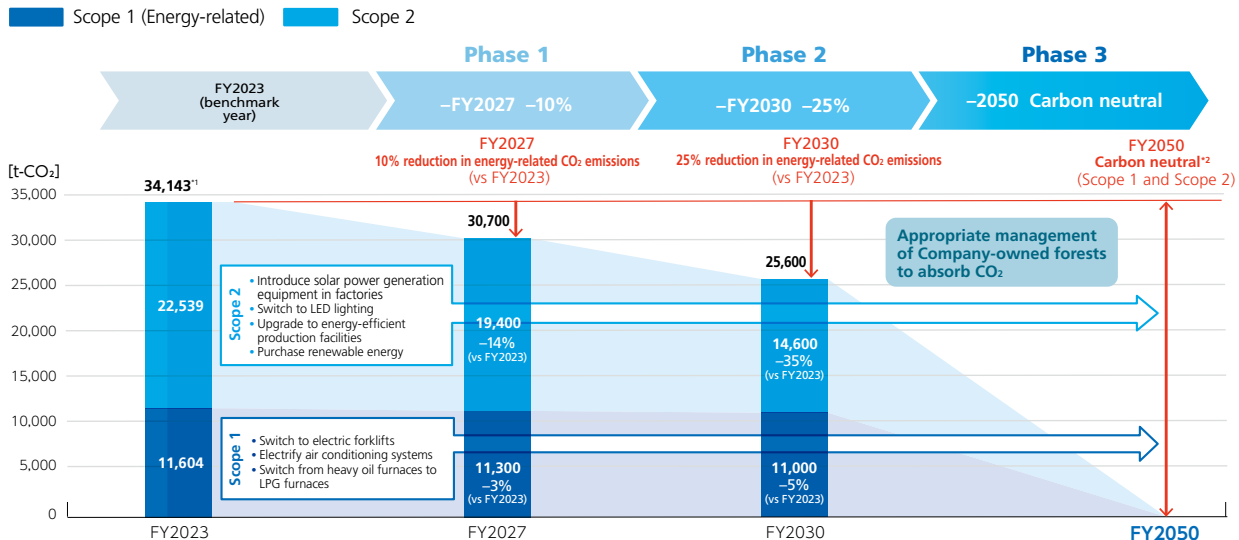 Scope 1 (Energy-related)
Scope 2
Phase 1
Phase 2
Phase 3
FY2023
(benchmark
year)
–FY2027 –10%
–FY2030 –25%
–2050 Carbon neutral
FY2027
10% reduction in energy-related CO₂ emissions
(vs FY2023)
FY2030
25% reduction in energy-related CO₂ emissions
(vs FY2023)
FY2050
Carbon neutral*2
(Scope 1 and Scope 2)
[t-CO₂]
35,000
30,000
25,000
20,000
15,000
10,000
5,000
0
34,143*1
30,700
25,600
Appropriate management
of Company-owned forests
to absorb CO₂
22,539
Scope 2
• Introduce solar power generation
equipment in factories
• Switch to LED lighting
• Upgrade to energy-efficient
production facilities
• Purchase renewable energy
19,400
–14%
(vs FY2023)
14,600
–35%
(vs FY2023)
11,604
Scope 1
• Switch to electric forklifts
• Electrify air conditioning systems
• Switch from heavy oil furnaces to
LPG furnaces
11,300
–3%
(vs FY2023)
11,000
–5%
(vs FY2023)
FY2023
FY2027
FY2030
FY2050